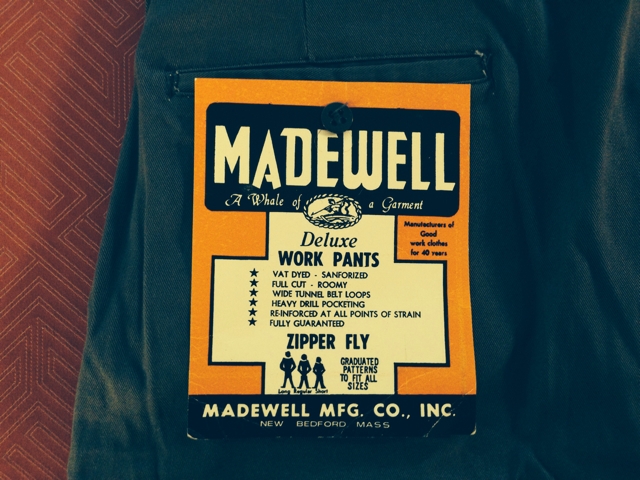 MADEWELL
A Whale of a Garment
Manufacturers of
Good
work clothes
for 40 years
Deluxe
WORK PANTS
VAT DYED - SANFORIZED
FULL CUT - ROOMY
WIDE TUNNEL BELT LOOPS
HEAVY DRILL POCKETING
RE-INFORCED AT ALL POINTS OF STRAIN
FULLY GUARANTEED
ZIPPER FLY
GRADUATED
PATTERNS
TO FIT ALL
SIZES
Long Regular Short
MADEWELL MFG. CO., INC.
NEW BEDFORD MASS